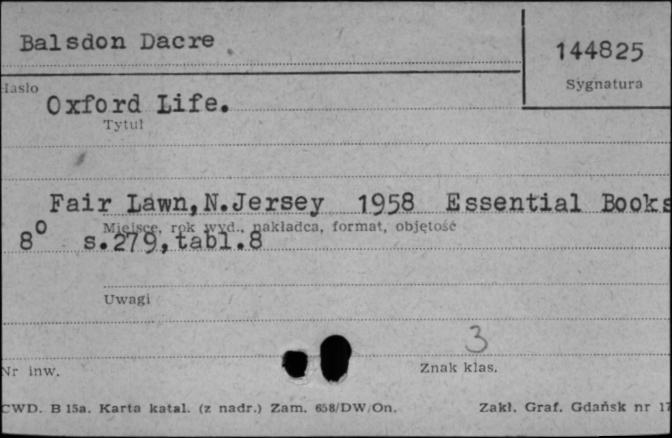 Balsdon Dacre
144825
Hasło
Sygnatura
Oxford Life.
Tytuł
Fair Lawn, N.Jersey 1958 Essential Books
Miejsce, rok wyd., nakładca, format, objętość
8o s.279,tabl.8
Uwagi
3
Nr inw.
Znak klas.
CWD. B 15a. Karta katal. (z nadr.) Zam. 658/DW/On.
Zakł. Graf. Gdańsk nr 17